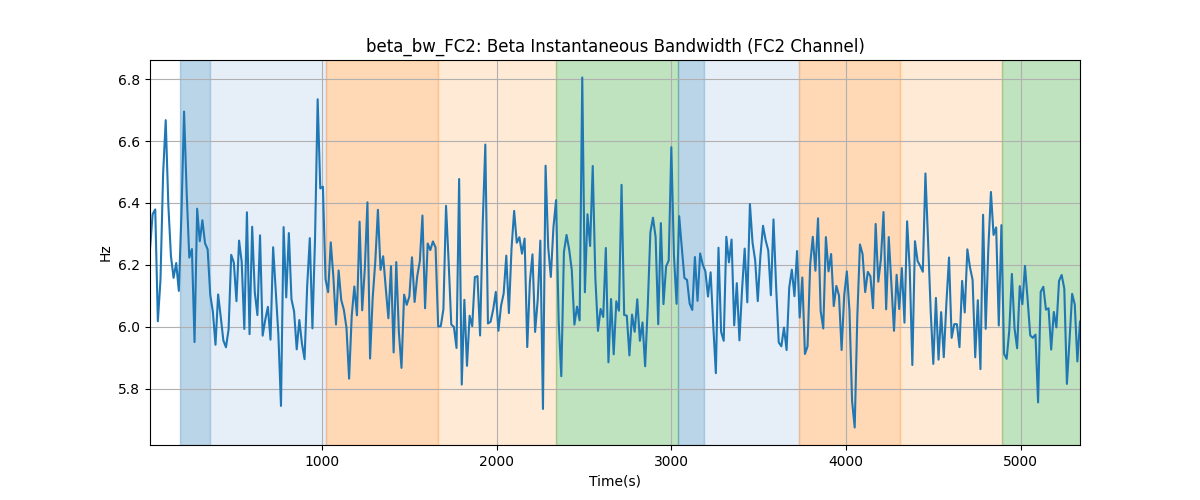 beta_bw_FC2: Beta Instantaneous Bandwidth (FC2 Channel)
Hz
6.8
6.6
6.4
6.2
6.0
5.8
1000 2000 3000 4000 5000
Time(s)